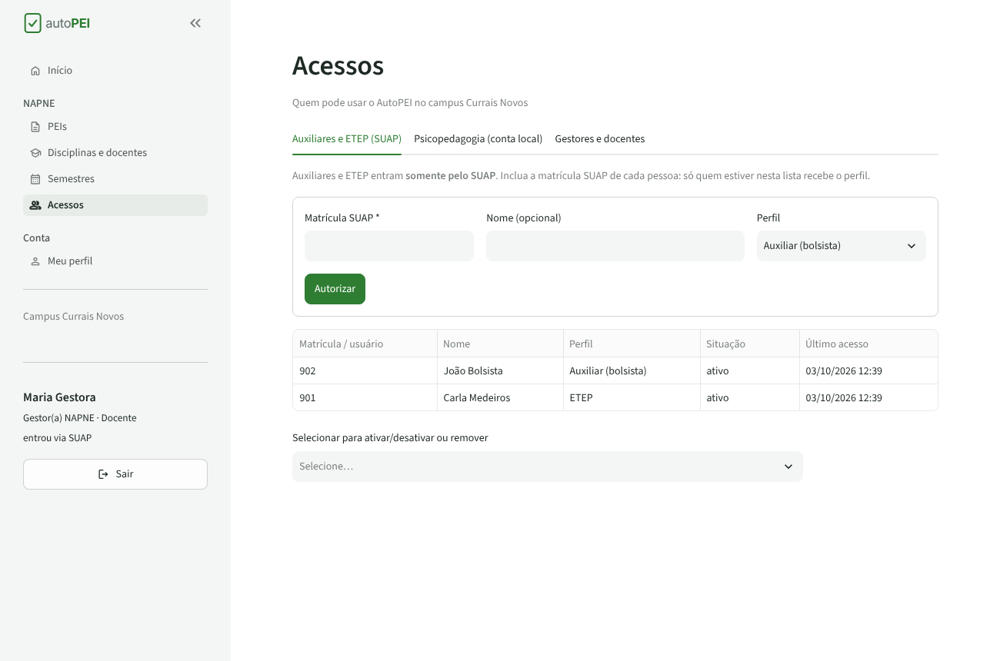 autoPEI
Início
NAPNE
PEIs
Disciplinas e docentes
Semestres
Acessos
Conta
Meu perfil
Campus Currais Novos
Maria Gestora
Gestor(a) NAPNE · Docente
entrou via SUAP
Sair
Acessos
Quem pode usar o AutoPEI no campus Currais Novos
Auxiliares e ETEP (SUAP) Psicopedagogia (conta local) Gestores e docentes
Auxiliares e ETEP entram somente pelo SUAP. Inclua a matrícula SUAP de cada pessoa: só quem estiver nesta lista recebe o perfil.
Matrícula SUAP * Nome (opcional) Perfil
Auxiliar (bolsista)
Autorizar
Matrícula / usuário Nome Perfil Situação Último acesso
902 João Bolsista Auxiliar (bolsista) ativo 03/10/2026 12:39
901 Carla Medeiros ETEP ativo 03/10/2026 12:39
Selecionar para ativar/desativar ou remover
Selecione…